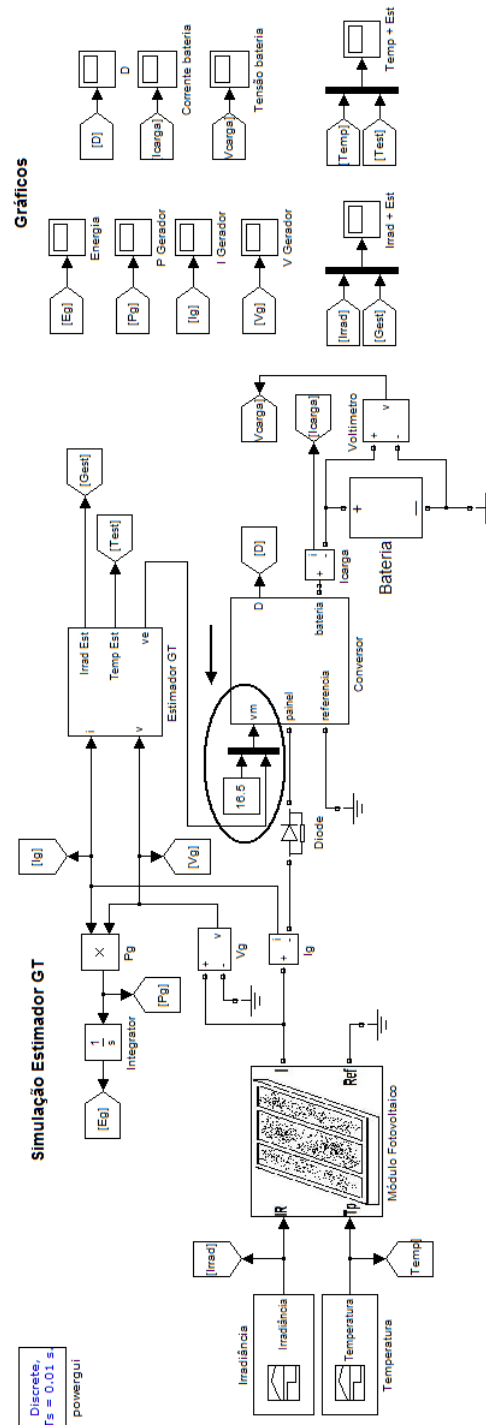 Discrete,
Ts = 0.01 s.
powergui
Simulação Estimador GT
Gráficos
[Eg]
1
s
Integrator
[Pg]
×
Pg
[Ig]
[Vg]
i
v
Irrad Est
Temp Est
ve
Estimador GT
[Gest]
[Test]
Irradiância
Irradiância
[Irrad]
Temperatura
Temperatura
Temp]
IR
Tp
I
Ref
Módulo Fotovoltaico
+
-
v
Vg
+
-
i
Ig
Diode
16.5
vm
painel
referencia
D
bateria
Conversor
[D]
+
-
i
Icarga
[Icarga]
Vcarga]
+
-
v
Voltimetro
+
−
Bateria
[Eg]
Energia
[Pg]
P Gerador
[Ig]
I Gerador
[Vg]
V Gerador
[D]
D
[Icarga]
Corrente bateria
Vcarga]
Tensão bateria
[Irrad]
[Gest]
Irrad + Est
[Temp]
[Test]
Temp + Est